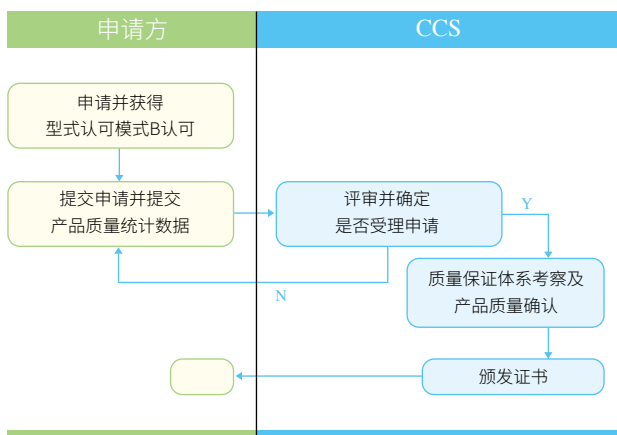 申请方
CCS
申请并获得
型式认可模式B认可
提交申请并提交
产品质量统计数据
评审并确定
是否受理申请
Y
N
质量保证体系考察及
产品质量确认
颁发证书